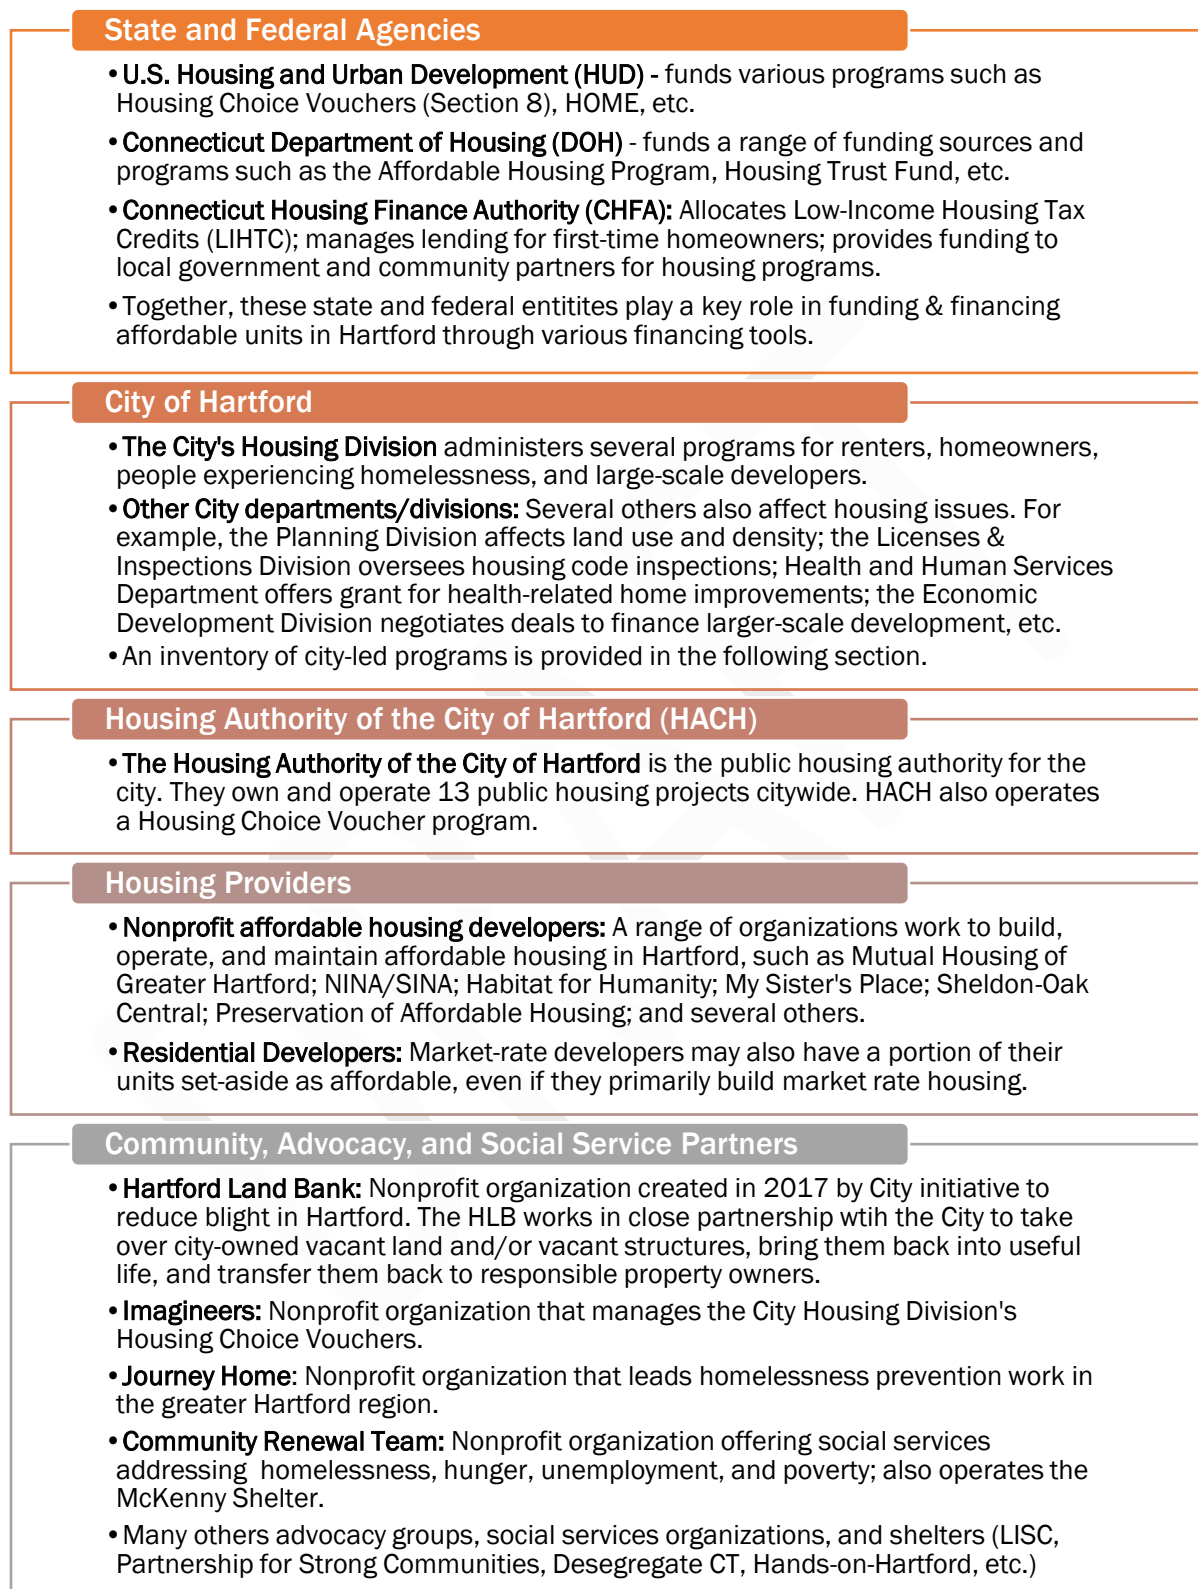 State and Federal Agencies
•U.S. Housing and Urban Development (HUD) - funds various programs such as
Housing Choice Vouchers (Section 8), HOME, etc.
•Connecticut Department of Housing (DOH) - funds a range of funding sources and
programs such as the Affordable Housing Program, Housing Trust Fund, etc.
•Connecticut Housing Finance Authority (CHFA): Allocates Low-Income Housing Tax
Credits (LIHTC); manages lending for first-time homeowners; provides funding to
local government and community partners for housing programs.
•Together, these state and federal entitites play a key role in funding & financing
affordable units in Hartford through various financing tools.
City of Hartford
•The City's Housing Division administers several programs for renters, homeowners,
people experiencing homelessness, and large-scale developers.
•Other City departments/divisions: Several others also affect housing issues. For
example, the Planning Division affects land use and density; the Licenses &
Inspections Division oversees housing code inspections; Health and Human Services
Department offers grant for health-related home improvements; the Economic
Development Division negotiates deals to finance larger-scale development, etc.
•An inventory of city-led programs is provided in the following section.
Housing Authority of the City of Hartford (HACH)
•The Housing Authority of the City of Hartford is the public housing authority for the
city. They own and operate 13 public housing projects citywide. HACH also operates
a Housing Choice Voucher program.
Housing Providers
•Nonprofit affordable housing developers: A range of organizations work to build,
operate, and maintain affordable housing in Hartford, such as Mutual Housing of
Greater Hartford; NINA/SINA; Habitat for Humanity; My Sister's Place; Sheldon-Oak
Central; Preservation of Affordable Housing; and several others.
•Residential Developers: Market-rate developers may also have a portion of their
units set-aside as affordable, even if they primarily build market rate housing.
Community, Advocacy, and Social Service Partners
•Hartford Land Bank: Nonprofit organization created in 2017 by City initiative to
reduce blight in Hartford. The HLB works in close partnership wtih the City to take
over city-owned vacant land and/or vacant structures, bring them back into useful
life, and transfer them back to responsible property owners.
•Imagineers: Nonprofit organization that manages the City Housing Division's
Housing Choice Vouchers.
•Journey Home: Nonprofit organization that leads homelessness prevention work in
the greater Hartford region.
•Community Renewal Team: Nonprofit organization offering social services
addressing  homelessness, hunger, unemployment, and poverty; also operates the
McKenny Shelter.
•Many others advocacy groups, social services organizations, and shelters (LISC,
Partnership for Strong Communities, Desegregate CT, Hands-on-Hartford, etc.)